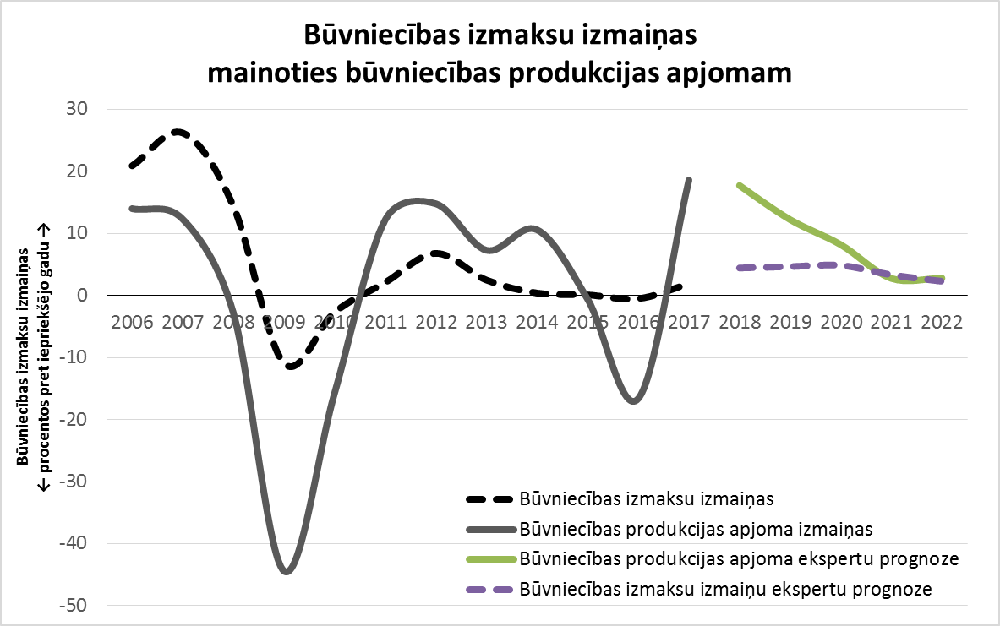 Būvniecības izmaksu izmaiņas
mainoties būvniecības produkcijas apjomam
Būvniecības izmaksu izmaiņas
← procentos pret iepriekšējo gadu →
30
20
10
0
-10
-20
-30
-40
-50
2006 2007 2008 2009 2010 2011 2012 2013 2014 2015 2016 2017 2018 2019 2020 2021 2022
Būvniecības izmaksu izmaiņas
Būvniecības produkcijas apjoma izmaiņas
Būvniecības produkcijas apjoma ekspertu prognoze
Būvniecības izmaksu izmaiņu ekspertu prognoze